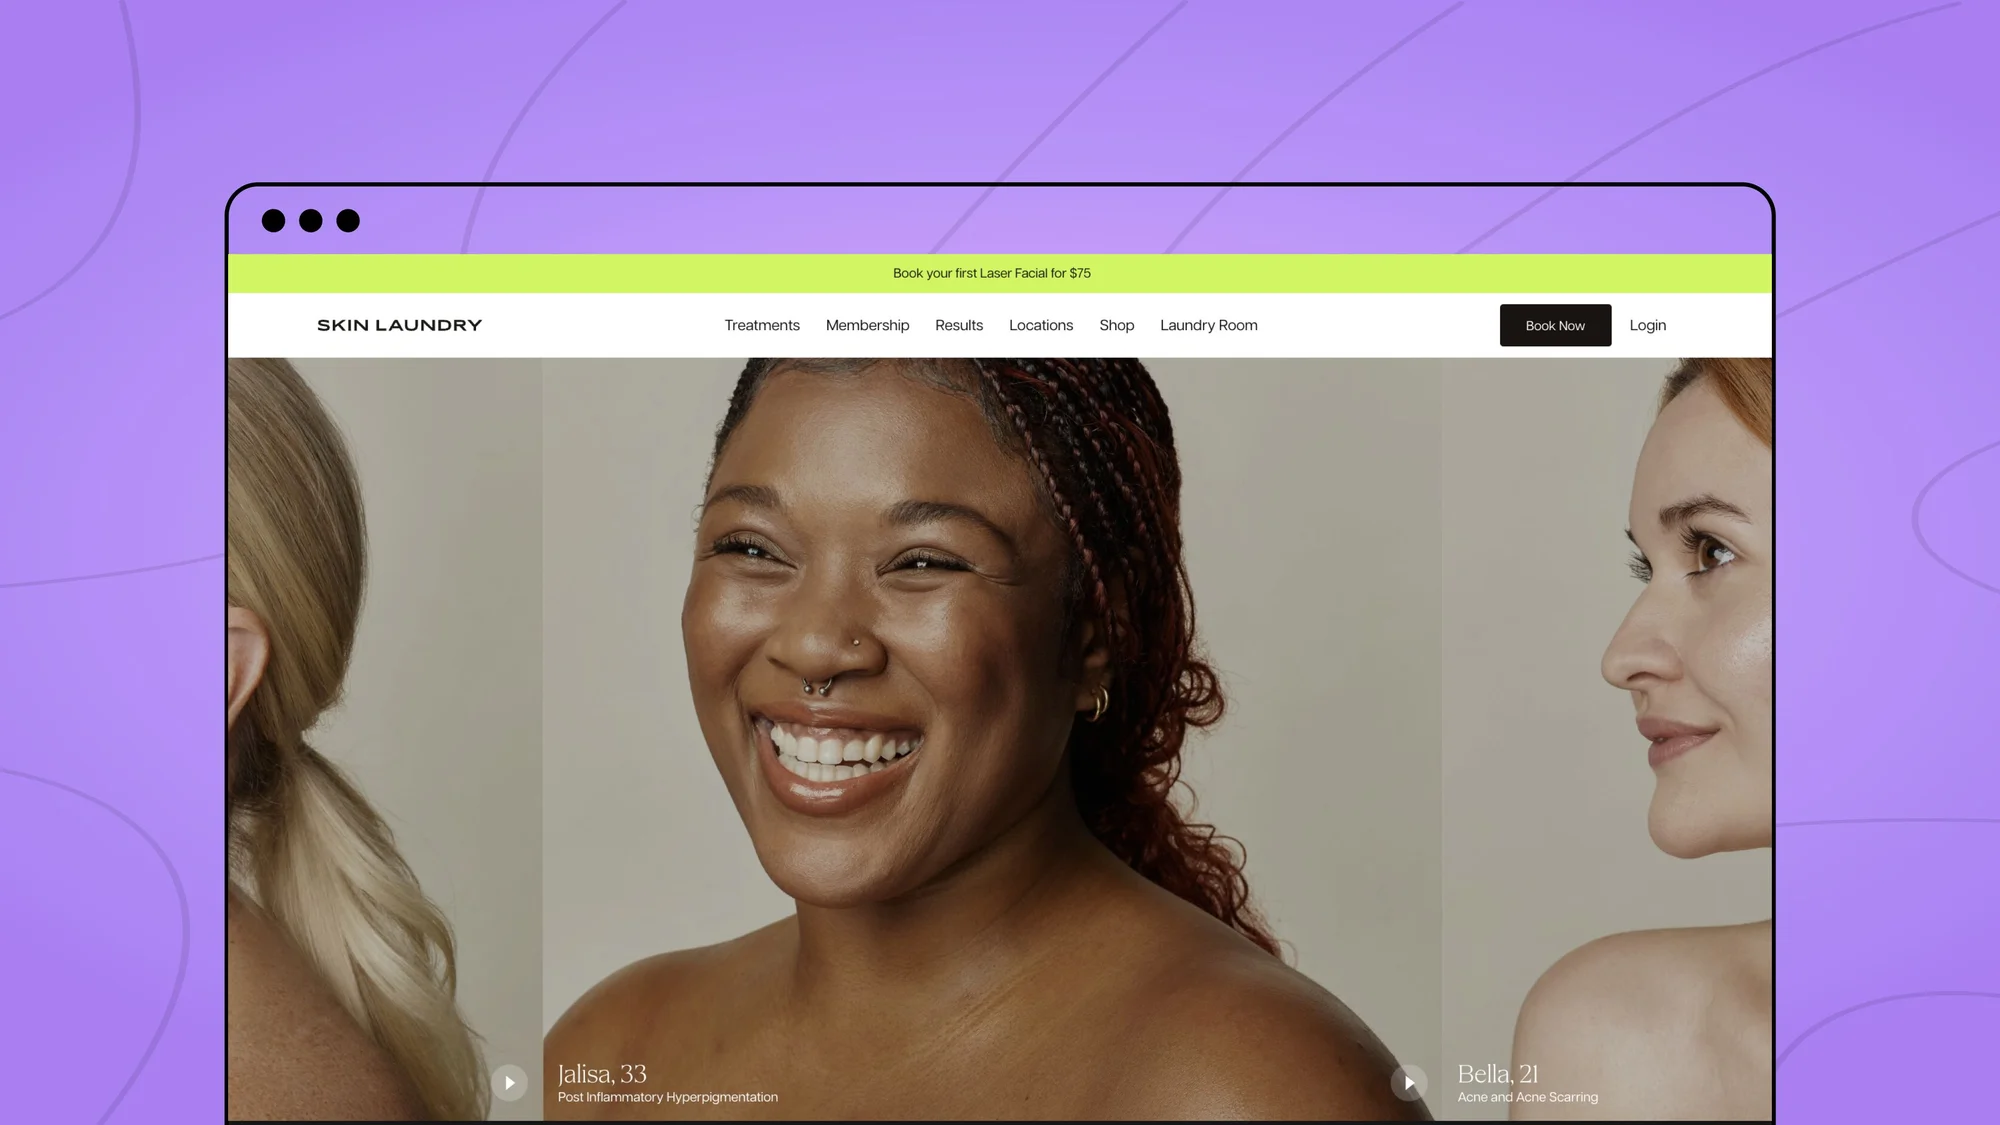 Book your first Laser Facial for $75
SKIN LAUNDRY
Treatments Membership Results Locations Shop Laundry Room
Book Now Login
Jalisa, 33
Post Inflammatory Hyperpigmentation
Bella, 21
Acne and Acne Scarring